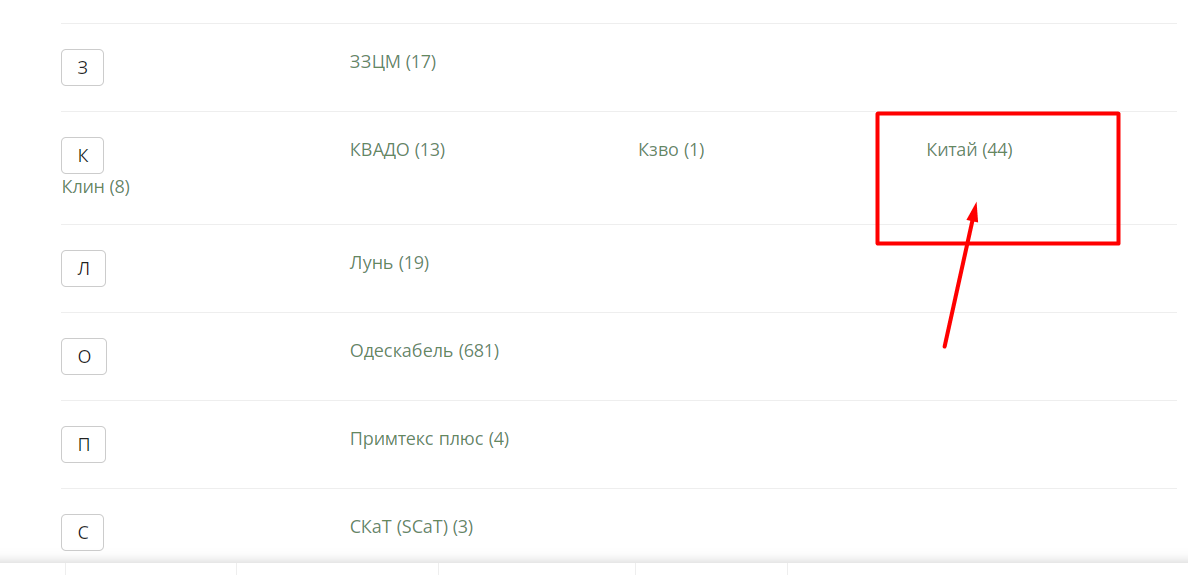 З ЗЗЦМ (17)
К КВАДО (13) Кзво (1) Китай (44)
Клин (8)
Л Лунь (19)
О Одескабель (681)
П Примтекс плюс (4)
С СКаТ (SCaT) (3)